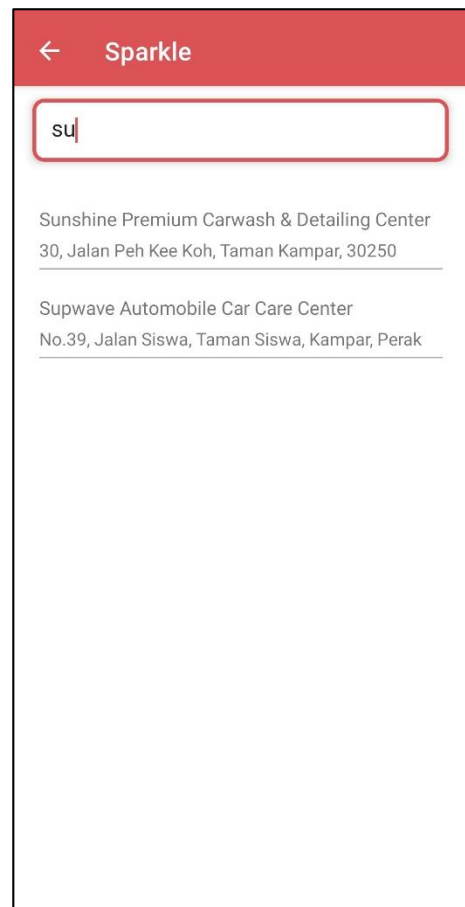 Sparkle
su
Sunshine Premium Carwash & Detailing Center
30, Jalan Peh Kee Koh, Taman Kampar, 30250
Supwave Automobile Car Care Center
No.39, Jalan Siswa, Taman Siswa, Kampar, Perak